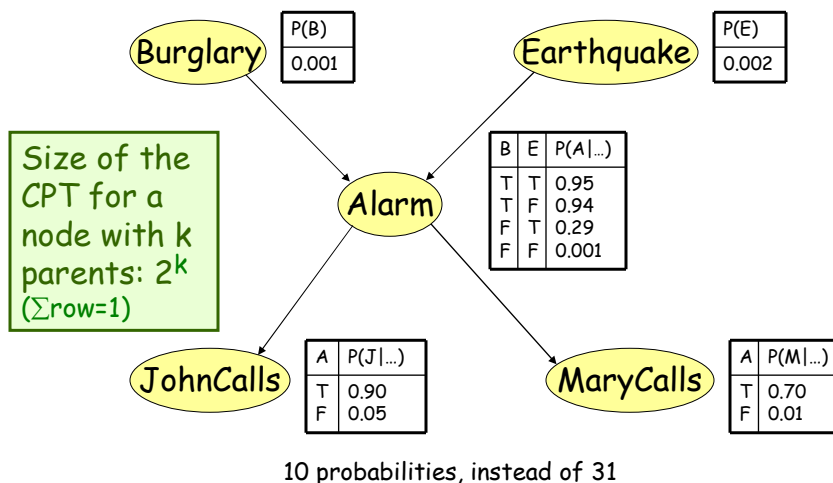 Burglary
P(B)
0.001
Earthquake
P(E)
0.002
Size of the
CPT for a
node with k
parents: 2^k
(∑row=1)
Alarm
B E P(A|…)
T T 0.95
T F 0.94
F T 0.29
F F 0.001
JohnCalls
A P(J|…)
T 0.90
F 0.05
MaryCalls
A P(M|…)
T 0.70
F 0.01
10 probabilities, instead of 31